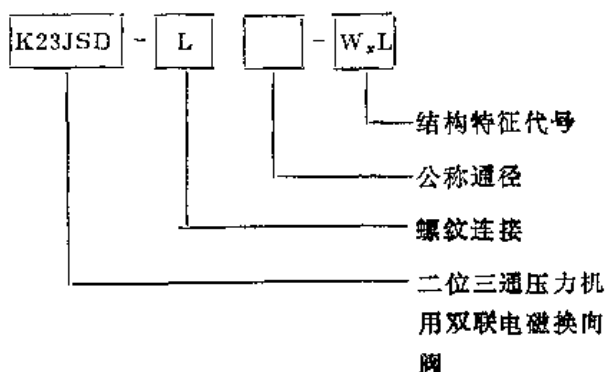 K23JSD - L □ - WₓL
结构特征代号
公称通径
螺纹连接
二位三通压力机
用双联电磁换向
阀